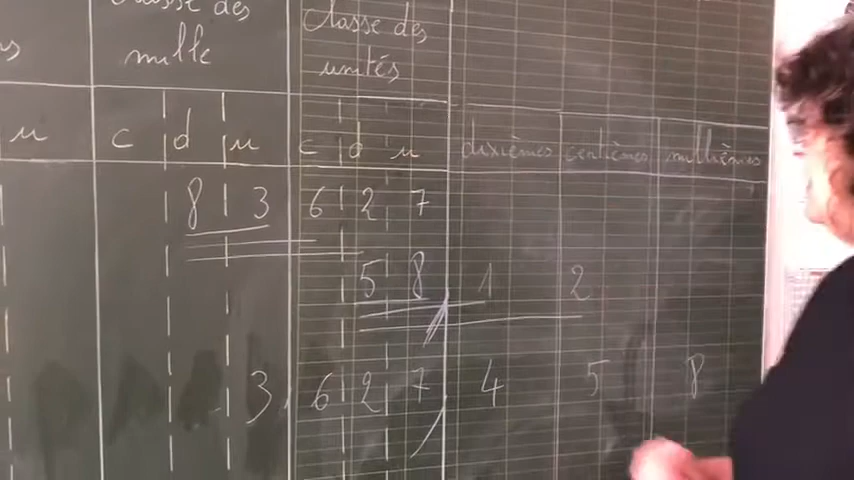 classe des
mille
classe des
unités
s
u c d u c d u dixièmes centièmes millièmes
8 3 6 2 7
5 8 , 1 2
3 6 2 7 , 4 5 8